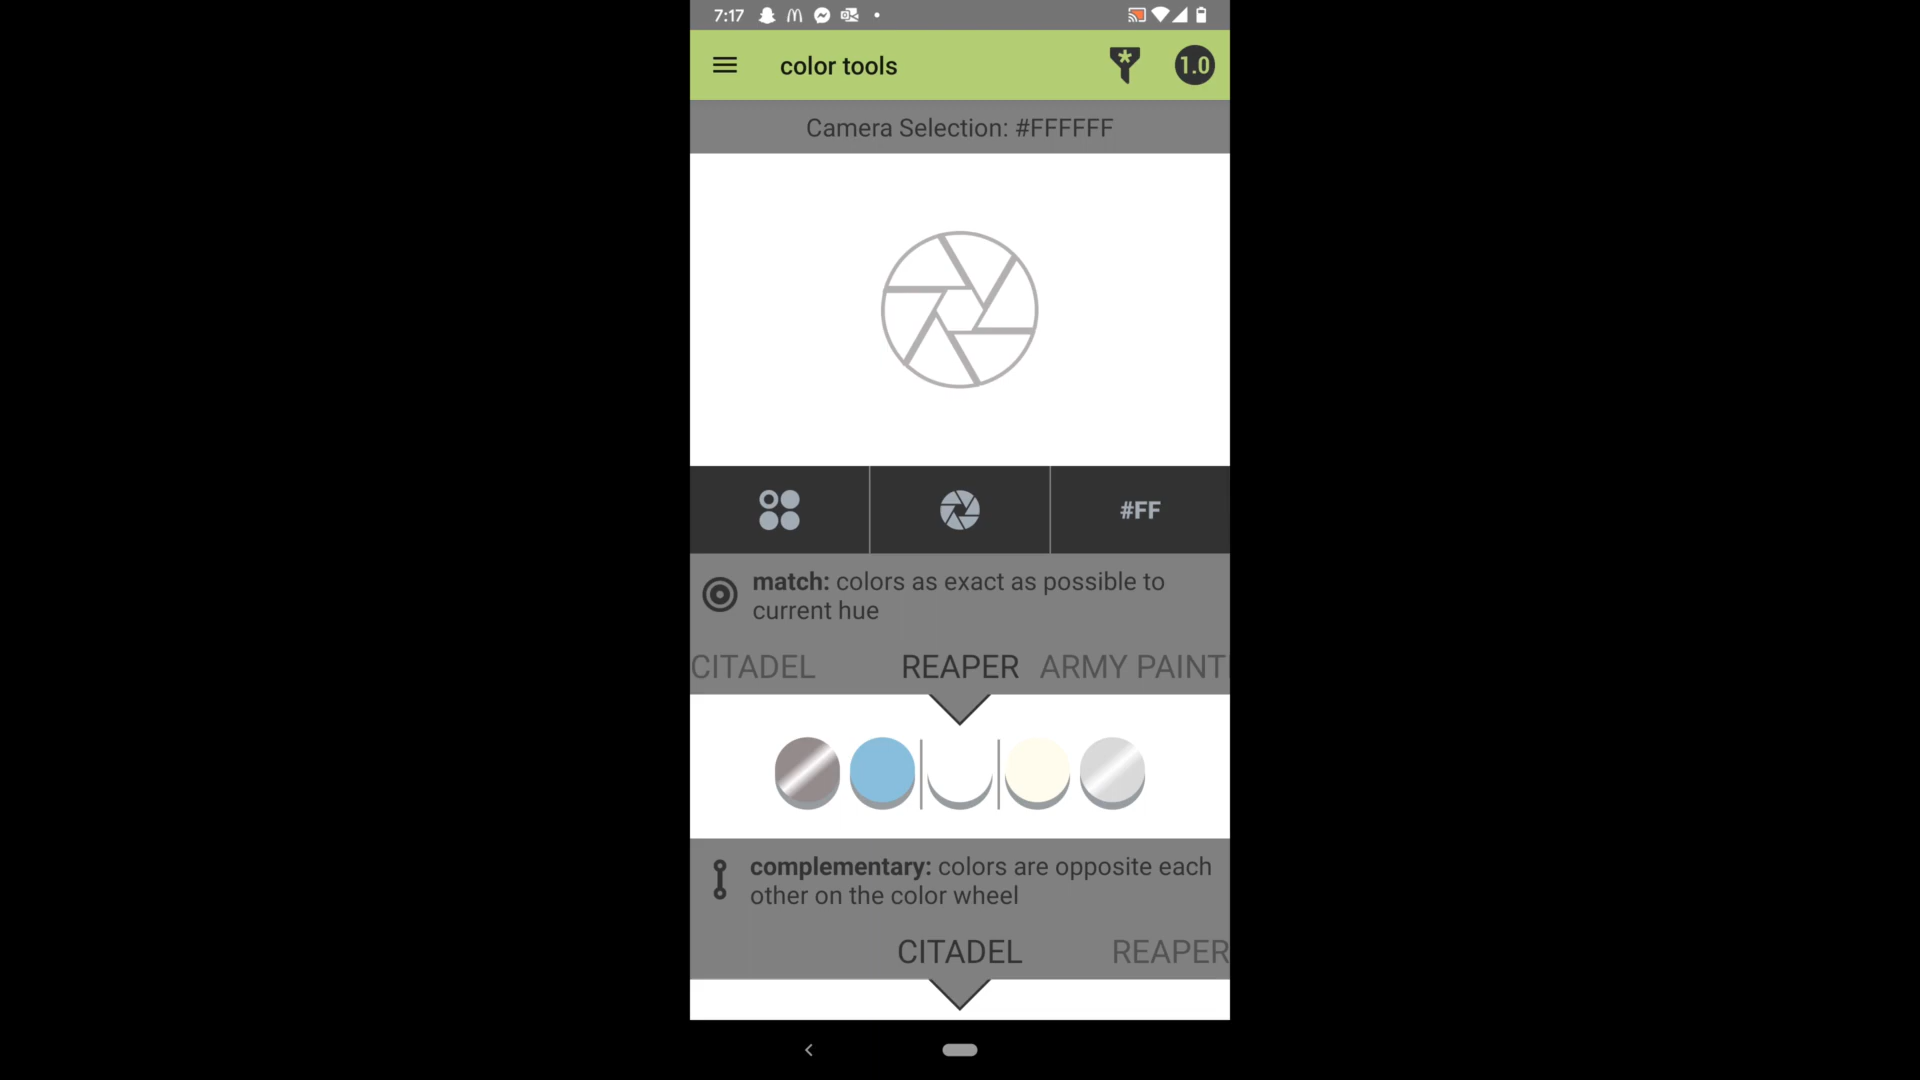 7:17
color tools
1.0
Camera Selection: #FFFFFF
#FF
match: colors as exact as possible to
current hue
CITADEL REAPER ARMY PAINT
complementary: colors are opposite each
other on the color wheel
CITADEL REAPER